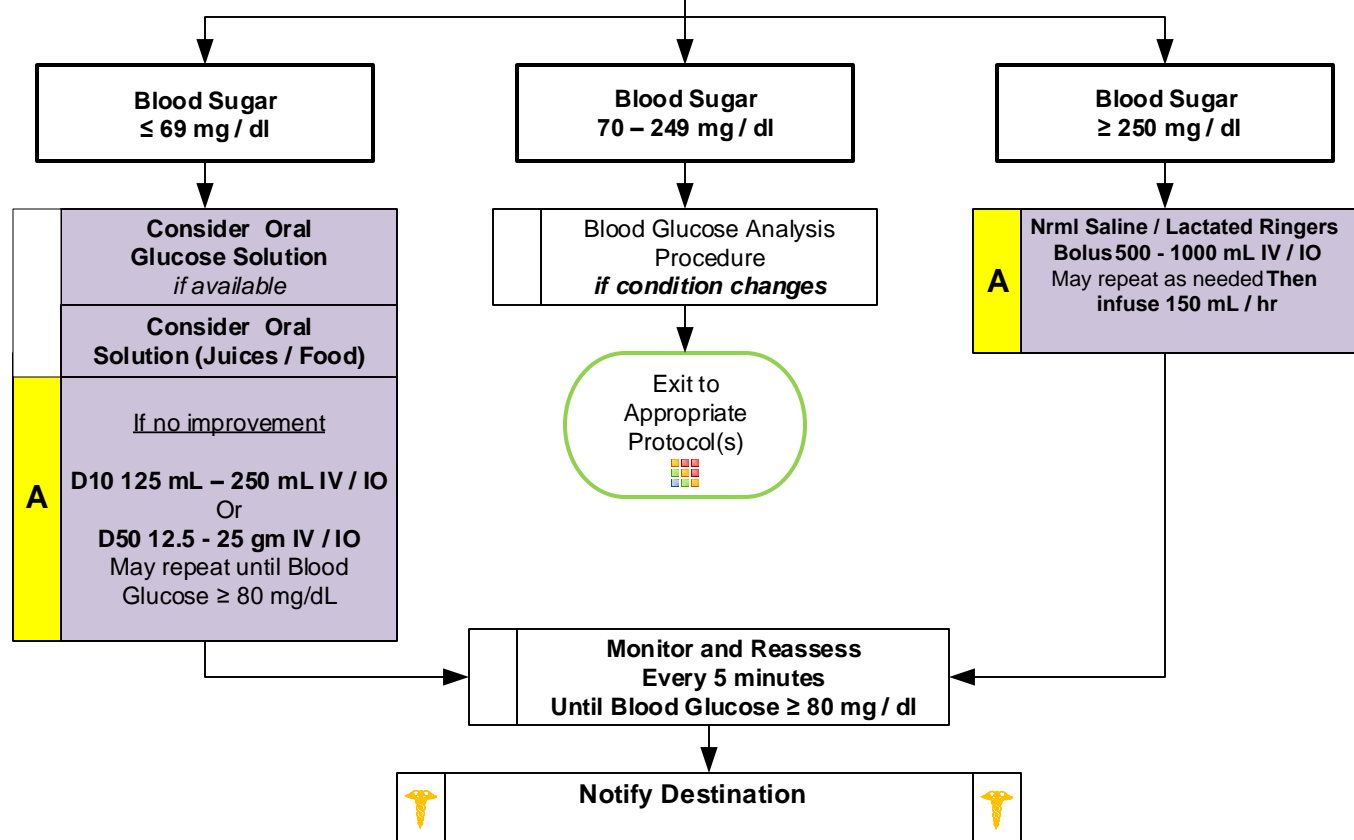 Blood Sugar
≤ 69 mg / dl
Blood Sugar
70 – 249 mg / dl
Blood Sugar
≥ 250 mg / dl
Consider Oral
Glucose Solution
if available
Consider Oral
Solution (Juices / Food)
A
If no improvement
D10 125 mL – 250 mL IV / IO
Or
D50 12.5 - 25 gm IV / IO
May repeat until Blood
Glucose ≥ 80 mg/dL
Blood Glucose Analysis
Procedure
if condition changes
Exit to
Appropriate
Protocol(s)
A
Nrml Saline / Lactated Ringers
Bolus 500 - 1000 mL IV / IO
May repeat as needed Then
infuse 150 mL / hr
Monitor and Reassess
Every 5 minutes
Until Blood Glucose ≥ 80 mg / dl
Notify Destination